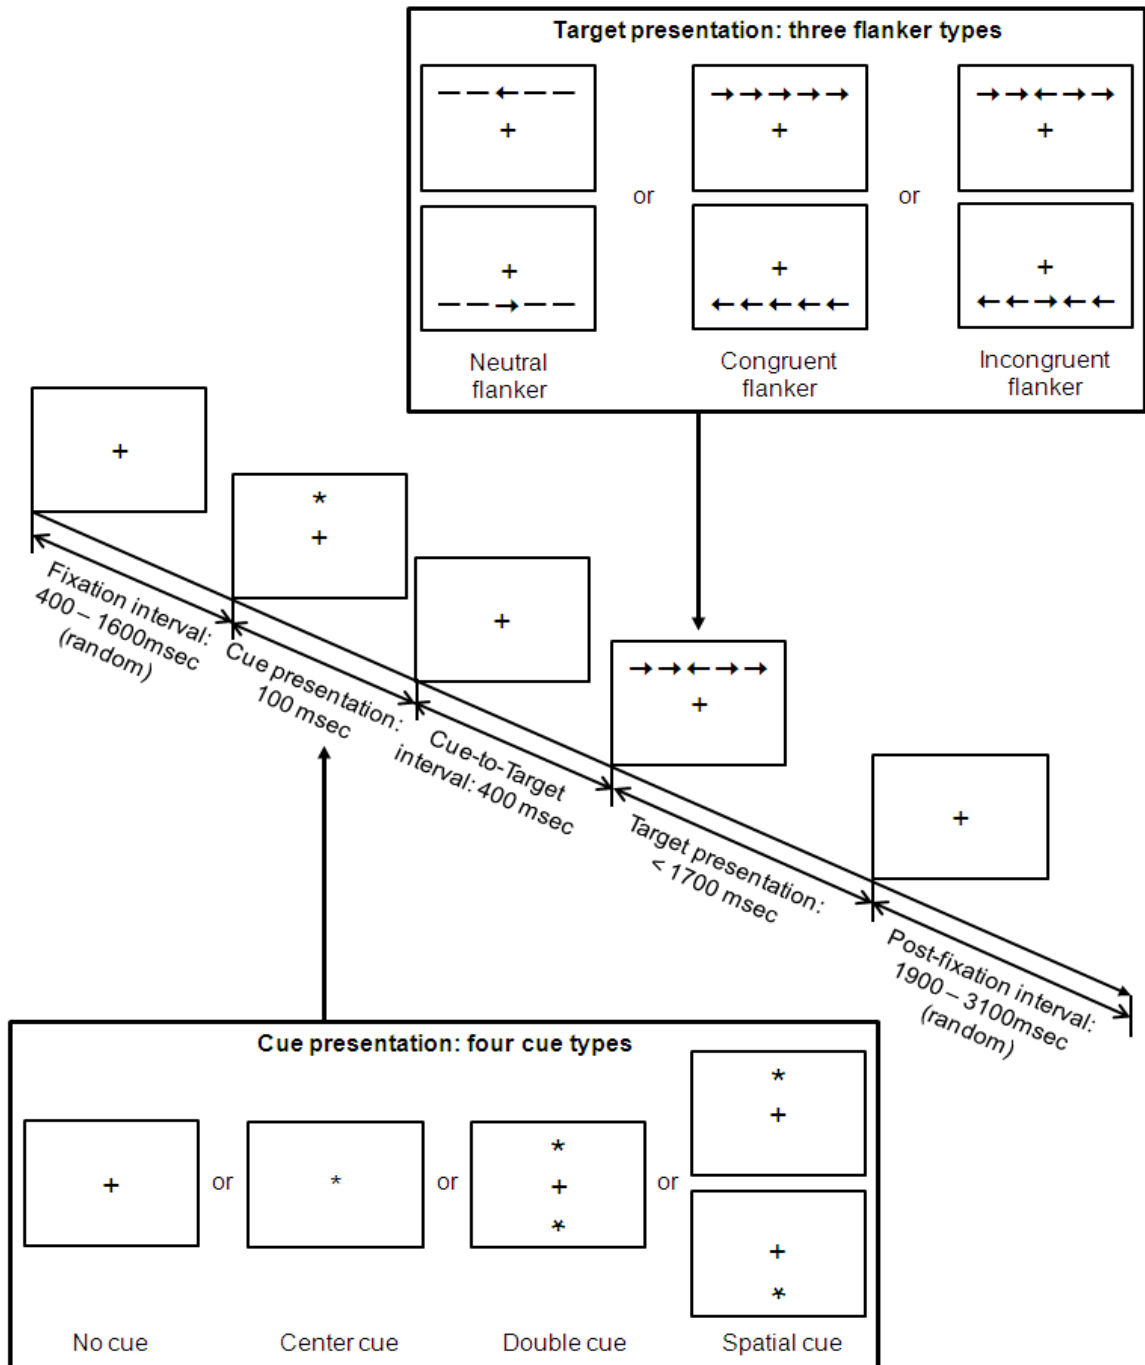 Target presentation: three flanker types
— — ← — —
+
→ → → → →
+
→ → ← → →
+
or
or
+
— — → — —
+
← ← ← ← ←
+
← ← → ← ←
Neutral
flanker
Congruent
flanker
Incongruent
flanker
+
*
+
+
→ → ← → →
+
+
Fixation interval:
400 – 1600msec
(random)
Cue presentation:
100 msec
Cue-to-Target
interval: 400 msec
Target presentation:
< 1700 msec
Post-fixation interval:
1900 – 3100msec
(random)
Cue presentation: four cue types
+
or
*
or
*
+
*
or
*
+
+
*
No cue
Center cue
Double cue
Spatial cue